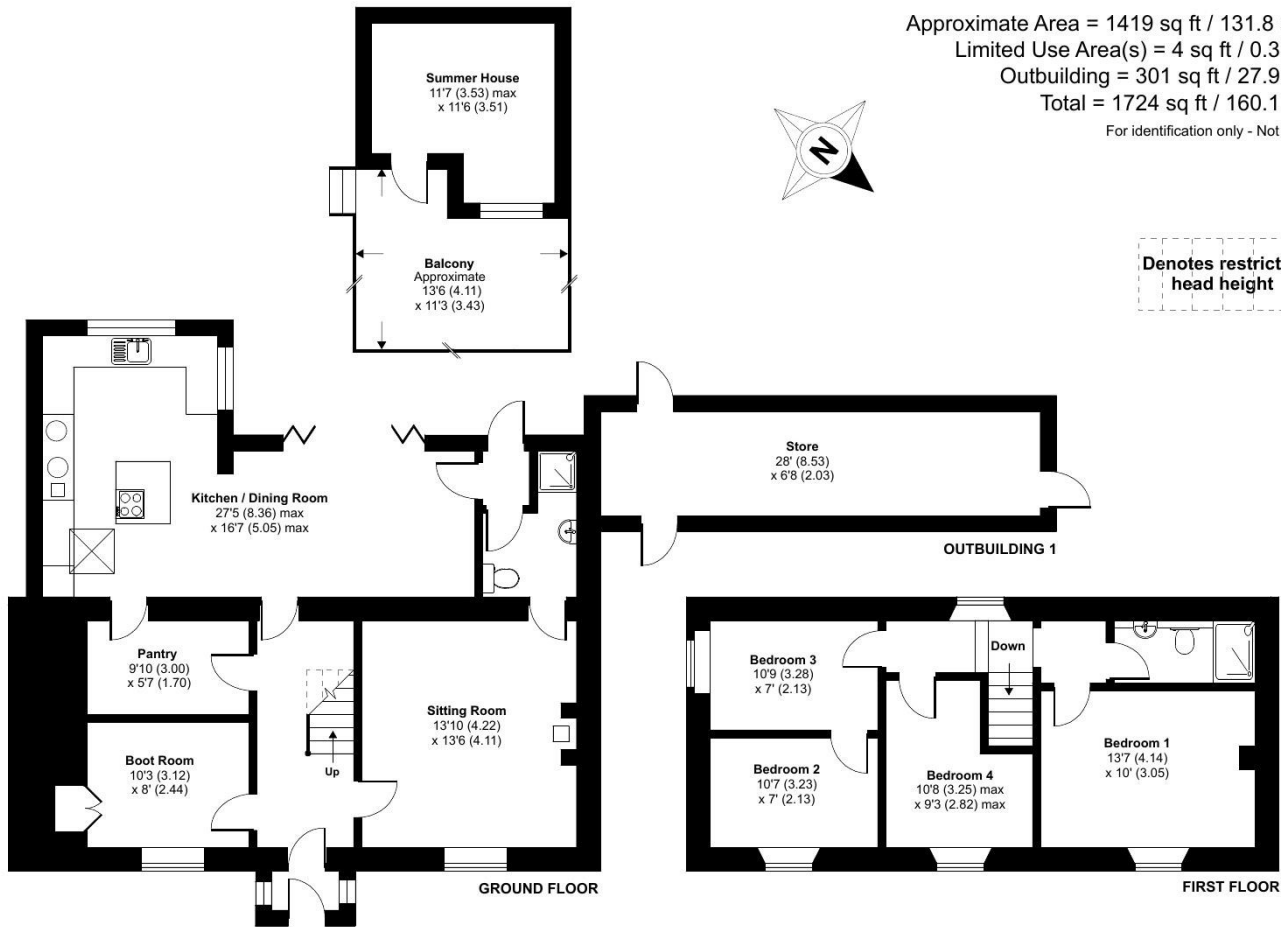 Approximate Area = 1419 sq ft / 131.8
Limited Use Area(s) = 4 sq ft / 0.3
Outbuilding = 301 sq ft / 27.9
Total = 1724 sq ft / 160.1
For identification only - Not
Summer House
11'7 (3.53) max
x 11'6 (3.51)
N
Denotes restrict
head height
Balcony
Approximate
13'6 (4.11)
x 11'3 (3.43)
Store
28' (8.53)
x 6'8 (2.03)
Kitchen / Dining Room
27'5 (8.36) max
x 16'7 (5.05) max
OUTBUILDING 1
Pantry
9'10 (3.00)
x 5'7 (1.70)
Sitting Room
13'10 (4.22)
x 13'6 (4.11)
Boot Room
10'3 (3.12)
x 8' (2.44)
Up
GROUND FLOOR
Down
Bedroom 3
10'9 (3.28)
x 7' (2.13)
Bedroom 1
13'7 (4.14)
x 10' (3.05)
Bedroom 2
10'7 (3.23)
x 7' (2.13)
Bedroom 4
10'8 (3.25) max
x 9'3 (2.82) max
FIRST FLOOR